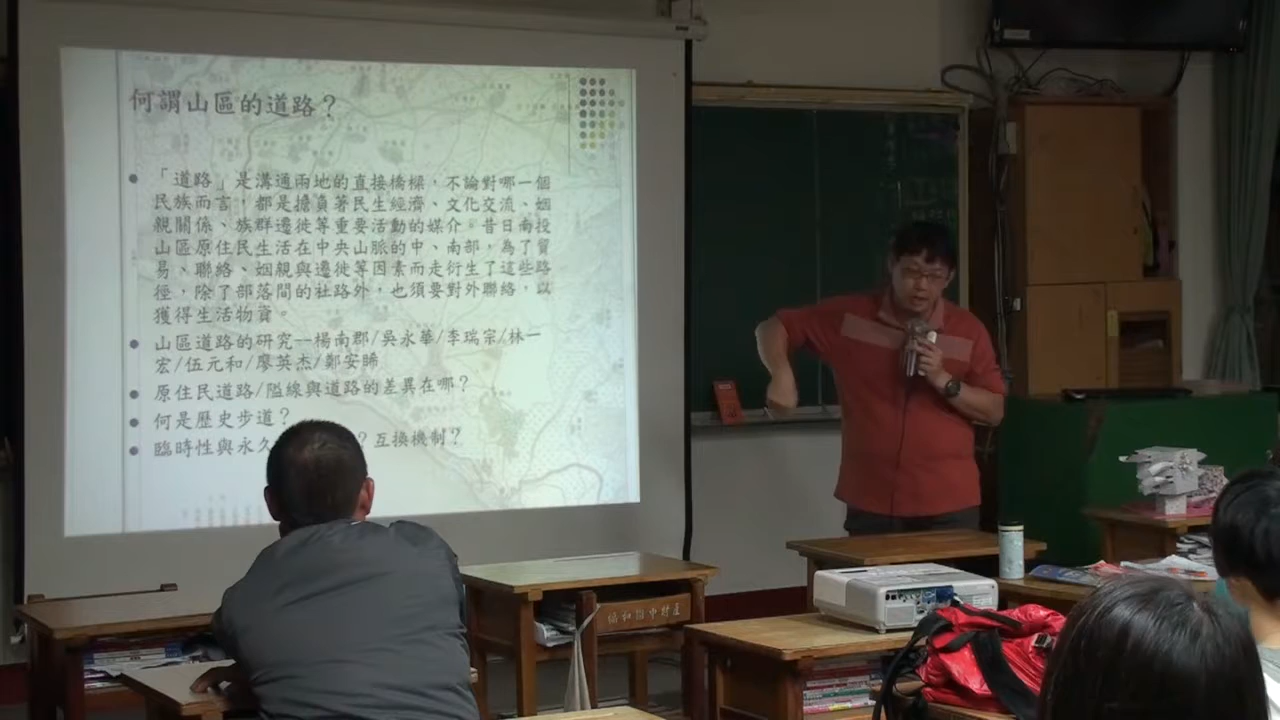 何謂山區的道路？
「道路」是溝通兩地的直接橋樑，不論對哪一個
民族而言，都是擔負著民生經濟、文化交流、姻
親關係、族群遷徙等重要活動的媒介。昔日南投
山區原住民生活在中央山脈的中、南部，為了貿
易、聯絡、姻親與遷徙等因素而走衍生了這些路
徑，除了部落間的社路外，也須要對外聯絡，以
獲得生活物資。
山區道路的研究--楊南郡/吳永華/李瑞宗/林一
宏/伍元和/廖英杰/鄭安睎
原住民道路/隘線與道路的差異在哪？
何是歷史步道？
臨時性與永久 ？互換機制？